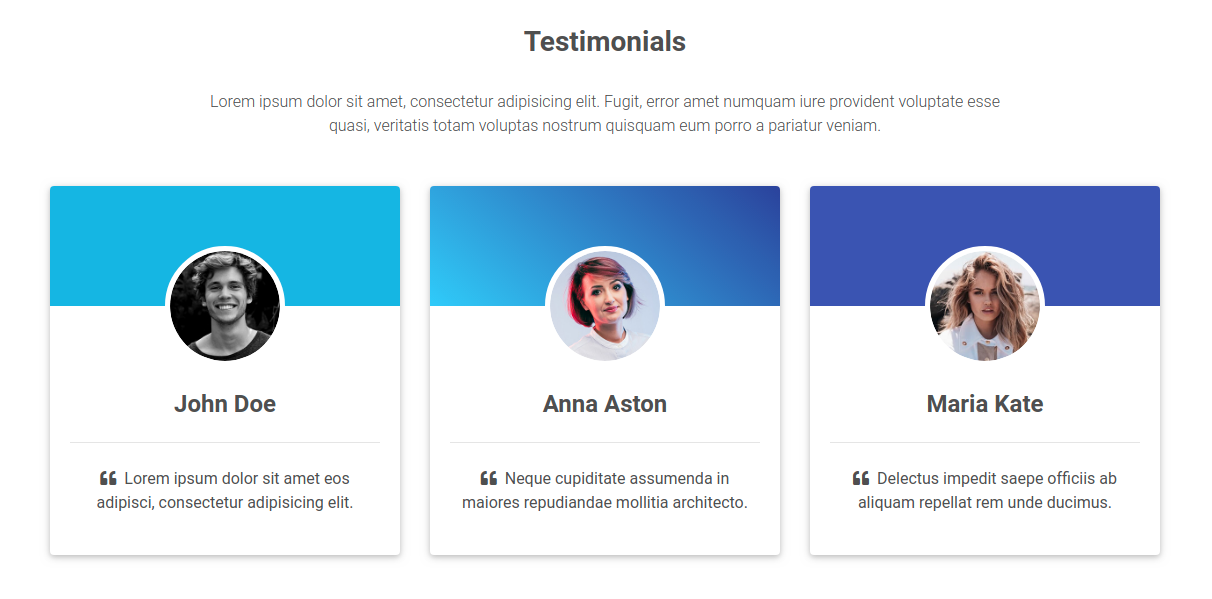 Testimonials
Lorem ipsum dolor sit amet, consectetur adipisicing elit. Fugit, error amet numquam iure provident voluptate esse
quasi, veritatis totam voluptas nostrum quisquam eum porro a pariatur veniam.
John Doe
❝ Lorem ipsum dolor sit amet eos
adipisci, consectetur adipisicing elit.
Anna Aston
❝ Neque cupiditate assumenda in
maiores repudiandae mollitia architecto.
Maria Kate
❝ Delectus impedit saepe officiis ab
aliquam repellat rem unde ducimus.